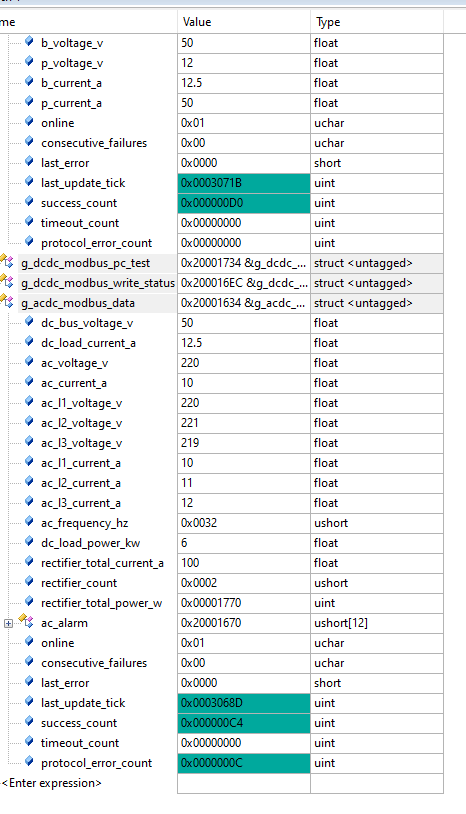 me Value Type
b_voltage_v 50 float
p_voltage_v 12 float
b_current_a 12.5 float
p_current_a 50 float
online 0x01 uchar
consecutive_failures 0x00 uchar
last_error 0x0000 short
last_update_tick 0x0003071B uint
success_count 0x000000D0 uint
timeout_count 0x00000000 uint
protocol_error_count 0x00000000 uint
g_dcdc_modbus_pc_test 0x20001734 &g_dcdc_... struct <untagged>
g_dcdc_modbus_write_status 0x200016EC &g_dcdc_... struct <untagged>
g_acdc_modbus_data 0x20001634 &g_acdc_... struct <untagged>
dc_bus_voltage_v 50 float
dc_load_current_a 12.5 float
ac_voltage_v 220 float
ac_current_a 10 float
ac_l1_voltage_v 220 float
ac_l2_voltage_v 221 float
ac_l3_voltage_v 219 float
ac_l1_current_a 10 float
ac_l2_current_a 11 float
ac_l3_current_a 12 float
ac_frequency_hz 0x0032 ushort
dc_load_power_kw 6 float
rectifier_total_current_a 100 float
rectifier_count 0x0002 ushort
rectifier_total_power_w 0x00001770 uint
ac_alarm 0x20001670 ushort[12]
online 0x01 uchar
consecutive_failures 0x00 uchar
last_error 0x0000 short
last_update_tick 0x0003068D uint
success_count 0x000000C4 uint
timeout_count 0x00000000 uint
protocol_error_count 0x0000000C uint
<Enter expression>